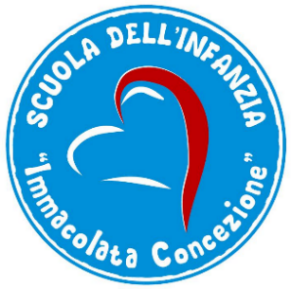 SCUOLA DELL'INFANZIA
"Immacolata Concezione"